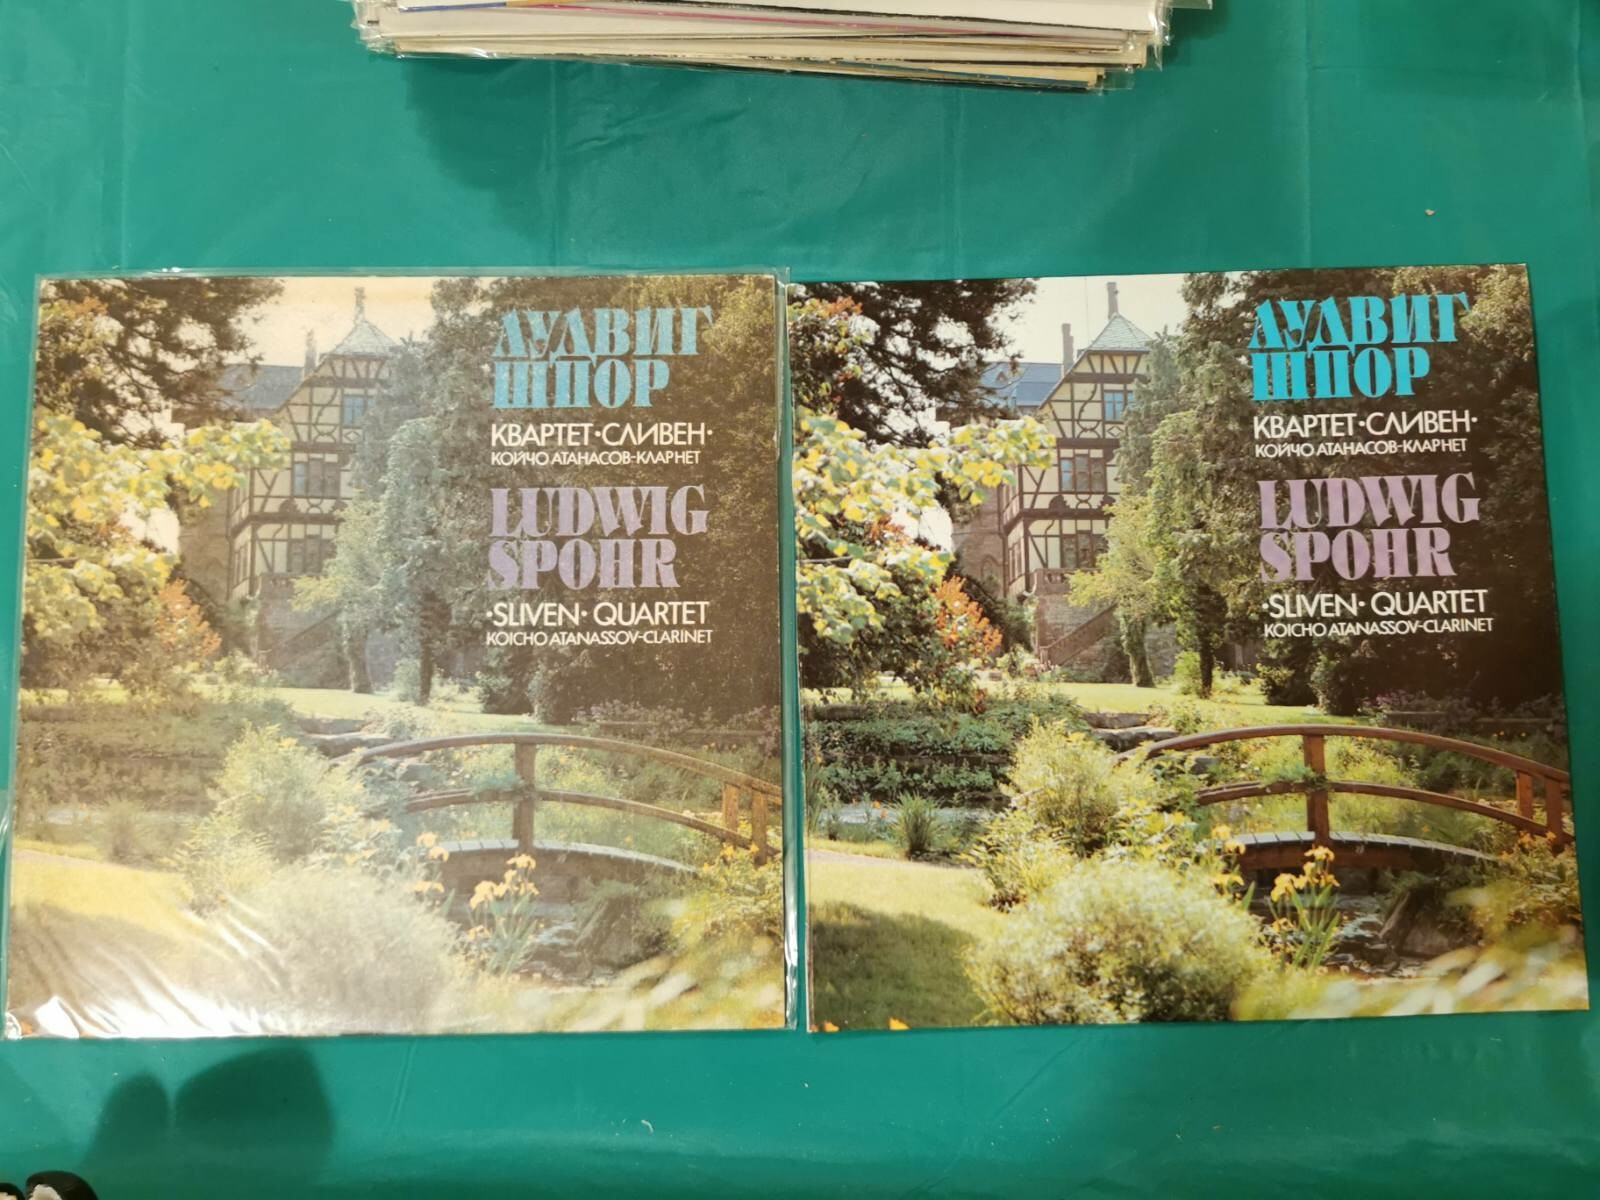 ЛУДВИГ
ШПОР
КВАРТЕТ·СЛИВЕН·
КОЙЧО АТАНАСОВ-КЛАРНЕТ
LUDWIG
SPOHR
·SLIVEN· QUARTET
KOICHO ATANASSOV-CLARINET
ЛУДВИГ
ШПОР
КВАРТЕТ·СЛИВЕН·
КОЙЧО АТАНАСОВ-КЛАРНЕТ
LUDWIG
SPOHR
·SLIVEN· QUARTET
KOICHO ATANASSOV-CLARINET